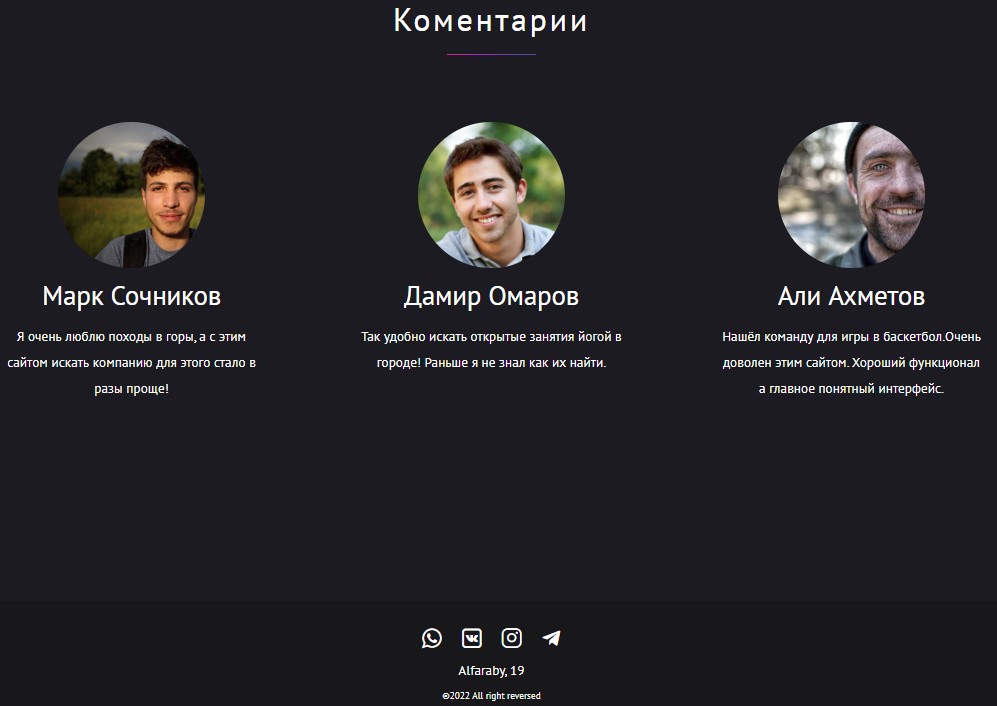 Коментарии
Марк Сочников
Дамир Омаров
Али Ахметов
Я очень люблю походы в горы, а с этим
сайтом искать компанию для этого стало в
разы проще!
Так удобно искать открытые занятия йогой в
городе! Раньше я не знал как их найти.
Нашёл команду для игры в баскетбол.Очень
доволен этим сайтом. Хороший функционал
а главное понятный интерфейс.
Alfaraby, 19
©2022 All right reversed